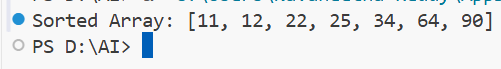 Sorted Array: [11, 12, 22, 25, 34, 64, 90]
PS D:\AI>